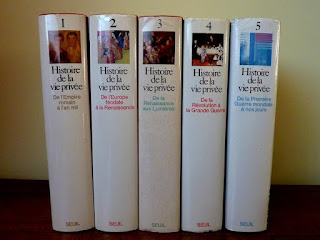 1
Histoire
de la
vie privée
De l'Empire
romain
à l'an mil
SEUIL
2
Histoire
de la
vie privée
De l'Europe
féodale
à la Renaissance
SEUIL
3
Histoire
de la
vie privée
De la
Renaissance
aux Lumières
SEUIL
4
Histoire
de la
vie privée
De la
Révolution à
la Grande Guerre
SEUIL
5
Histoire
de la
vie privée
De la Première
Guerre mondiale
à nos jours
SEUIL